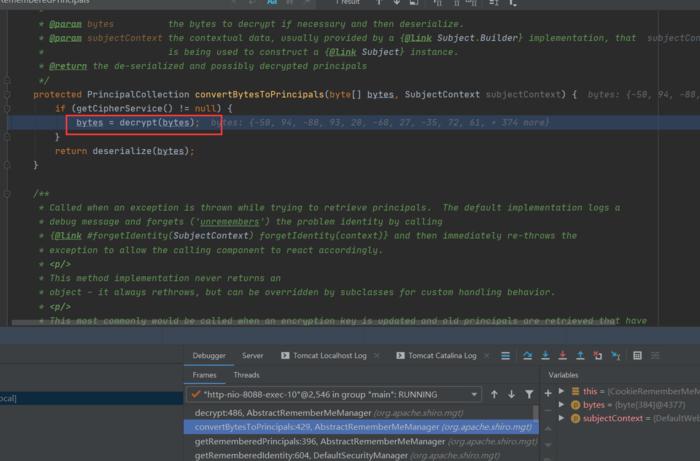 RememberedPrincipals
1 result
* @param bytes the bytes to decrypt if necessary and then deserialize.
* @param subjectContext the contextual data, usually provided by a {@link Subject.Builder} implementation, that subjectCon
* is being used to construct a {@link Subject} instance.
* @return the de-serialized and possibly decrypted principals
*/
protected PrincipalCollection convertBytesToPrincipals(byte[] bytes, SubjectContext subjectContext) { bytes: {-50, 94, -88,
if (getCipherService() != null) {
bytes = decrypt(bytes); bytes: {-50, 94, -88, 93, 20, -68, 27, -35, 72, 61, + 374 more}
}
return deserialize(bytes);
}
/**
* Called when an exception is thrown while trying to retrieve principals. The default implementation logs a
* debug message and forgets ('unremembers') the problem identity by calling
* {@link #forgetIdentity(SubjectContext) forgetIdentity(context)} and then immediately re-throws the
* exception to allow the calling component to react accordingly.
* <p/>
* This method implementation never returns an
* object - it always rethrows, but can be overridden by subclasses for custom handling behavior.
* <p/>
* This most commonly would be called when an encryption key is updated and old principals are retrieved that have
Debugger Server Tomcat Localhost Log Tomcat Catalina Log
Frames Threads Variables
"http-nio-8088-exec-10"@2,546 in group "main": RUNNING
this = {CookieRememberMeM
ocal]
decrypt:486, AbstractRememberMeManager (org.apache.shiro.mgt)
bytes = {byte[384]@4377}
convertBytesToPrincipals:429, AbstractRememberMeManager (org.apache.shiro.mgt)
subjectContext = {DefaultWeb
getRememberedPrincipals:396, AbstractRememberMeManager (org.apache.shiro.mgt)
getRememberedIdentity:604, DefaultSecurityManager (org.apache.shiro.mgt)